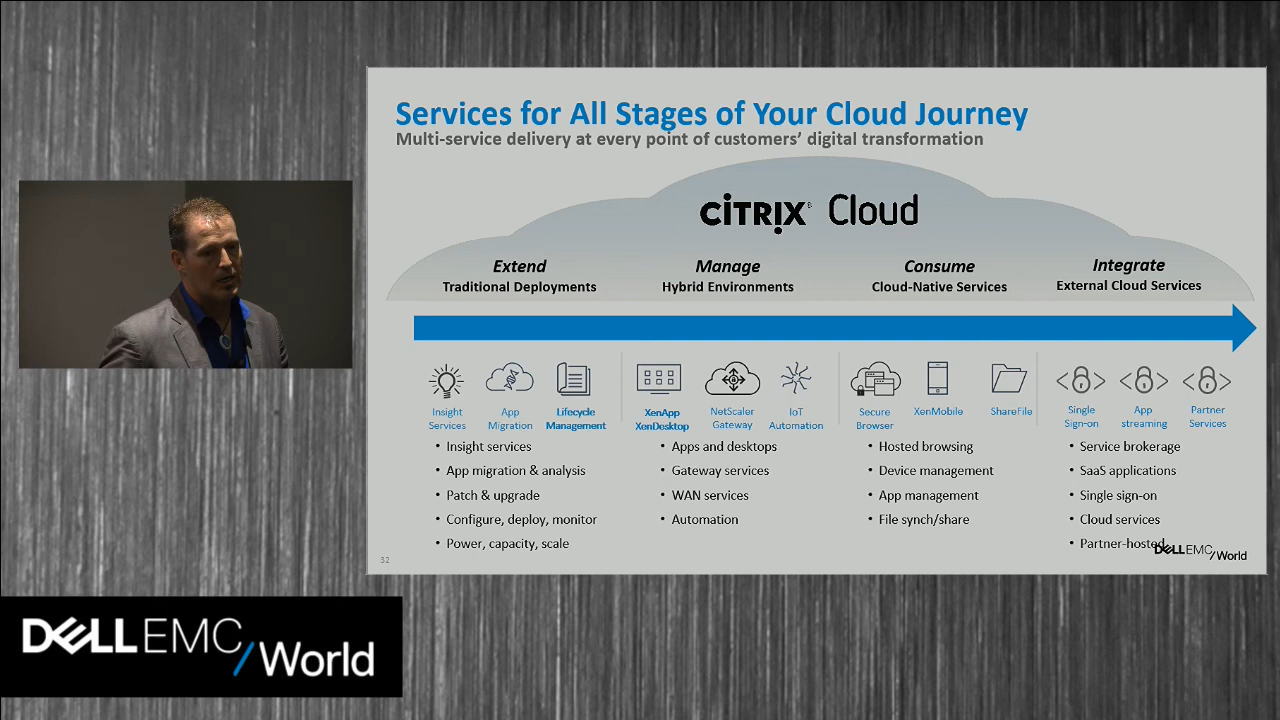 Services for All Stages of Your Cloud Journey
Multi-service delivery at every point of customers' digital transformation
CiTRIX® Cloud
Extend
Traditional Deployments
Manage
Hybrid Environments
Consume
Cloud-Native Services
Integrate
External Cloud Services
Insight
Services
App
Migration
Lifecycle
Management
XenApp
XenDesktop
NetScaler
Gateway
IoT
Automation
Secure
Browser
XenMobile
ShareFile
Single
Sign-on
App
streaming
Partner
Services
• Insight services
• App migration & analysis
• Patch & upgrade
• Configure, deploy, monitor
• Power, capacity, scale
• Apps and desktops
• Gateway services
• WAN services
• Automation
• Hosted browsing
• Device management
• App management
• File synch/share
• Service brokerage
• SaaS applications
• Single sign-on
• Cloud services
• Partner-hosted
32
DELLEMC
/World
DELLEMC
/World